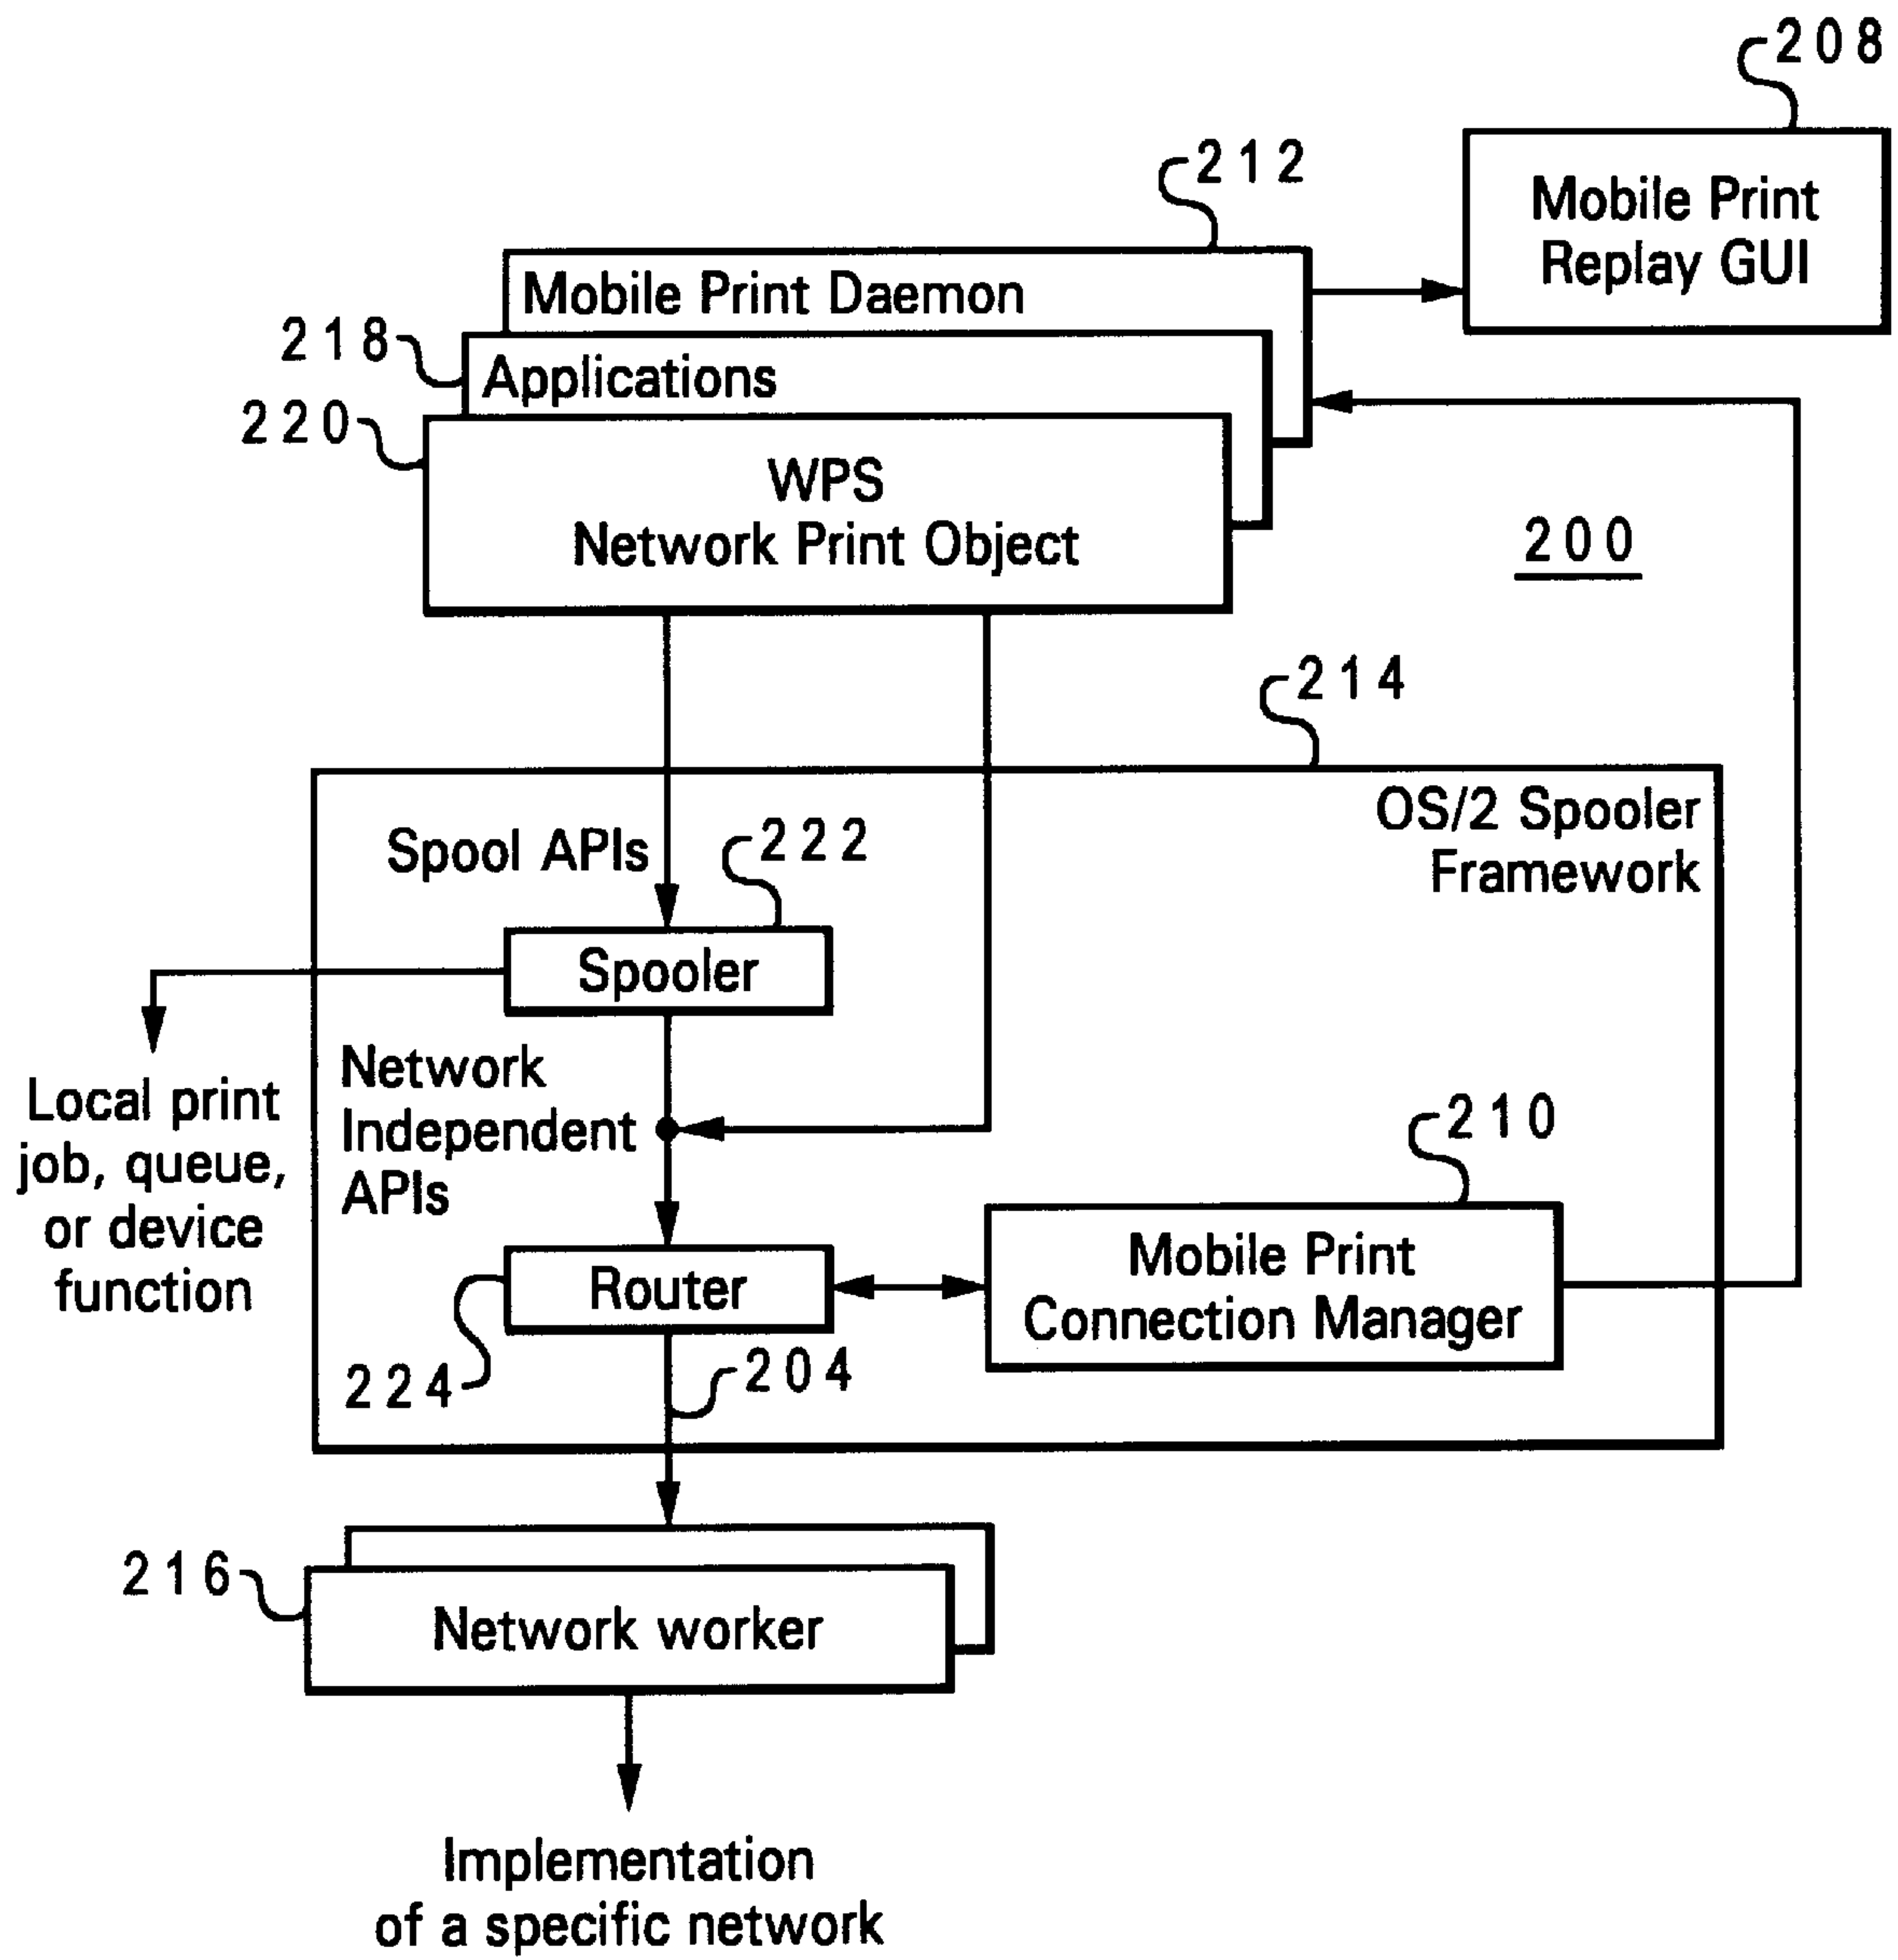 208
Mobile Print
Replay GUI
212
Mobile Print Daemon
218
Applications
220
WPS
Network Print Object
200
214
OS/2 Spooler
Framework
Spool APIs
222
Spooler
Local print
job, queue,
or device
function
Network
Independent
APIs
210
Mobile Print
Connection Manager
Router
224
204
216
Network worker
Implementation
of a specific network